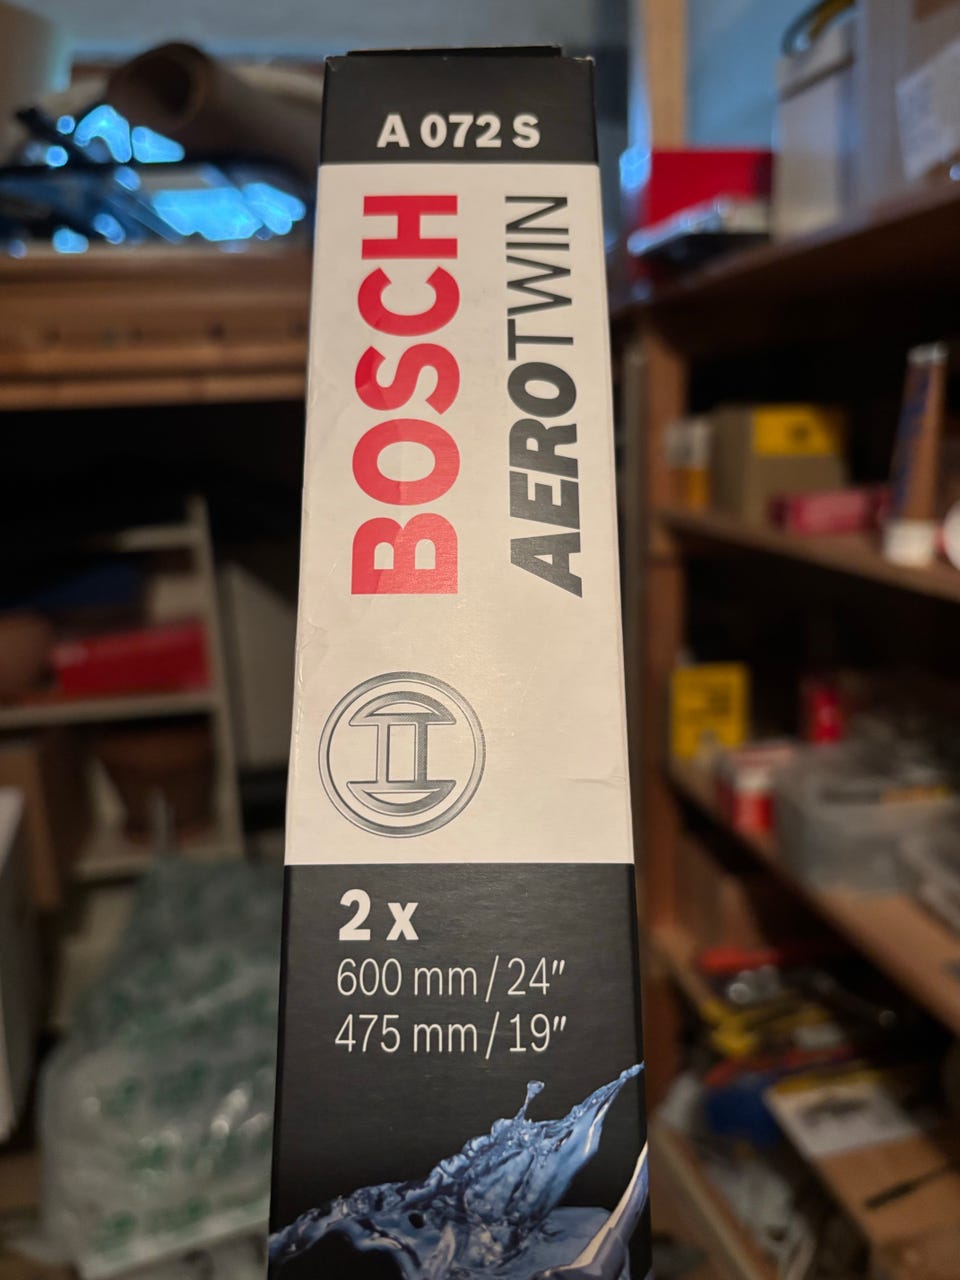 A 072 S
BOSCH
AEROTWIN
2 x
600 mm / 24"
475 mm / 19"